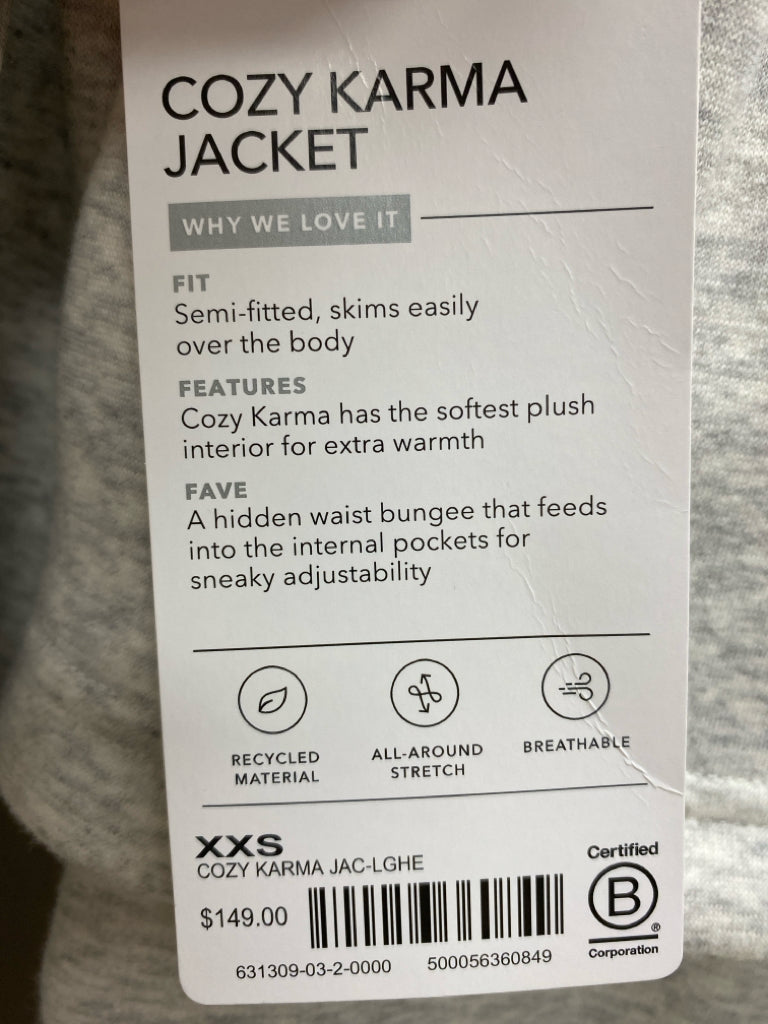 COZY KARMA
JACKET
WHY WE LOVE IT
FIT
Semi-fitted, skims easily
over the body
FEATURES
Cozy Karma has the softest plush
interior for extra warmth
FAVE
A hidden waist bungee that feeds
into the internal pockets for
sneaky adjustability
RECYCLED
MATERIAL
ALL-AROUND
STRETCH
BREATHABLE
XXS
COZY KARMA JAC-LGHE
$149.00
631309-03-2-0000
500056360849
Certified
B
®
Corporation